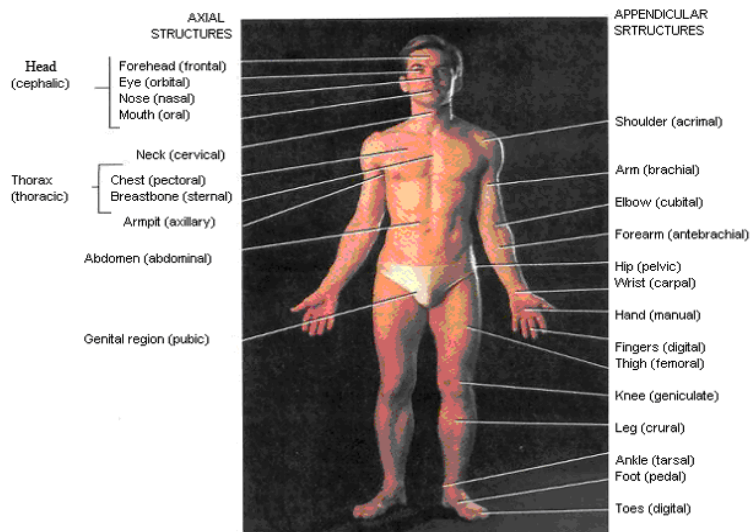 AXIAL
STRUCTURES
Head
(cephalic)
Forehead (frontal)
Eye (orbital)
Nose (nasal)
Mouth (oral)
Neck (cervical)
Thorax
(thoracic)
Chest (pectoral)
Breastbone (sternal)
Armpit (axillary)
Abdomen (abdominal)
Genital region (pubic)
APPENDICULAR
SRTRUCTURES
Shoulder (acrimal)
Arm (brachial)
Elbow (cubital)
Forearm (antebrachial)
Hip (pelvic)
Wrist (carpal)
Hand (manual)
Fingers (digital)
Thigh (femoral)
Knee (geniculate)
Leg (crural)
Ankle (tarsal)
Foot (pedal)
Toes (digital)